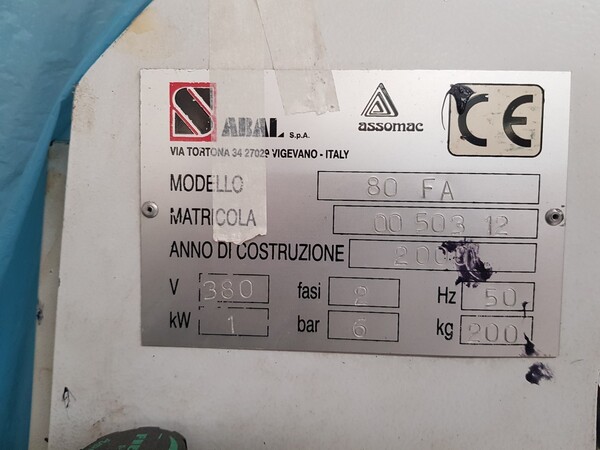 SABAL S.p.A.
assomac
CE
VIA TORTONA 34 27029 VIGEVANO - ITALY
MODELLO 80 FA
MATRICOLA 00 503 12
ANNO DI COSTRUZIONE
V 380 fasi 2 Hz 50
kW 1 bar 6 kg 200